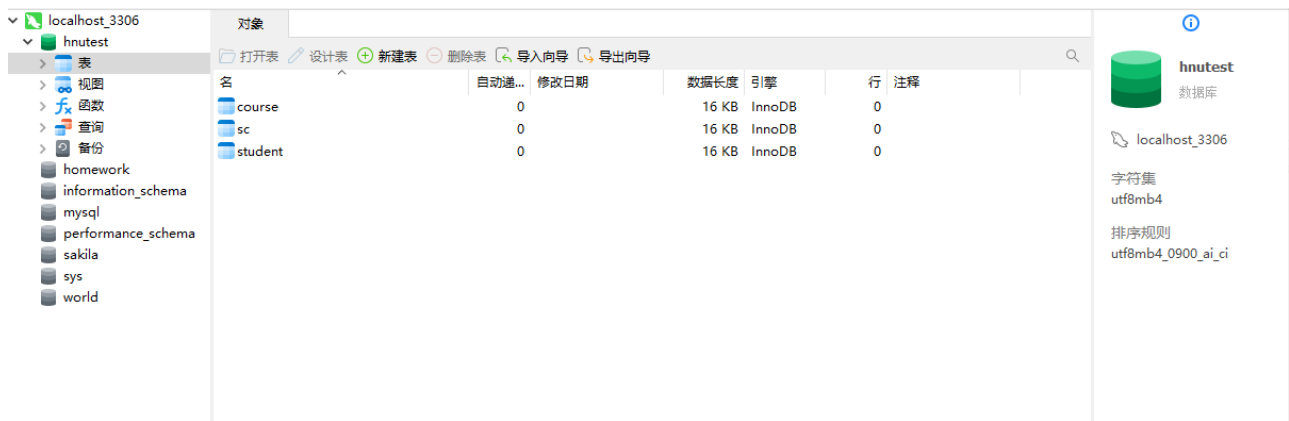 localhost_3306
hnutest
表
视图
函数
查询
备份
homework
information_schema
mysql
performance_schema
sakila
sys
world
对象
打开表 设计表 新建表 删除表 导入向导 导出向导
名 自动递... 修改日期 数据长度 引擎 行 注释
course 0 16 KB InnoDB 0
sc 0 16 KB InnoDB 0
student 0 16 KB InnoDB 0
hnutest
数据库
localhost_3306
字符集
utf8mb4
排序规则
utf8mb4_0900_ai_ci